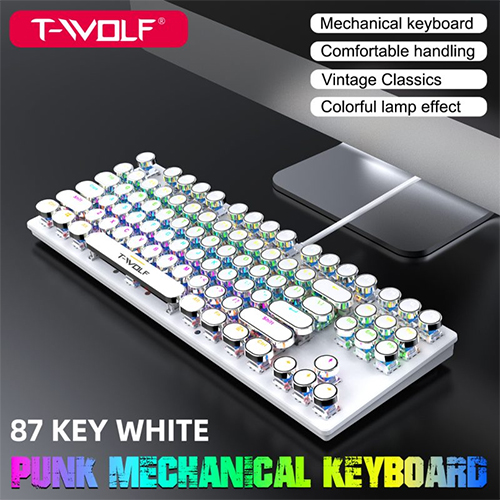 T-WOLF®
Mechanical keyboard
Comfortable handling
Vintage Classics
Colorful lamp effect
T-WOLF
87 KEY WHITE
PUNK MECHANICAL KEYBOARD